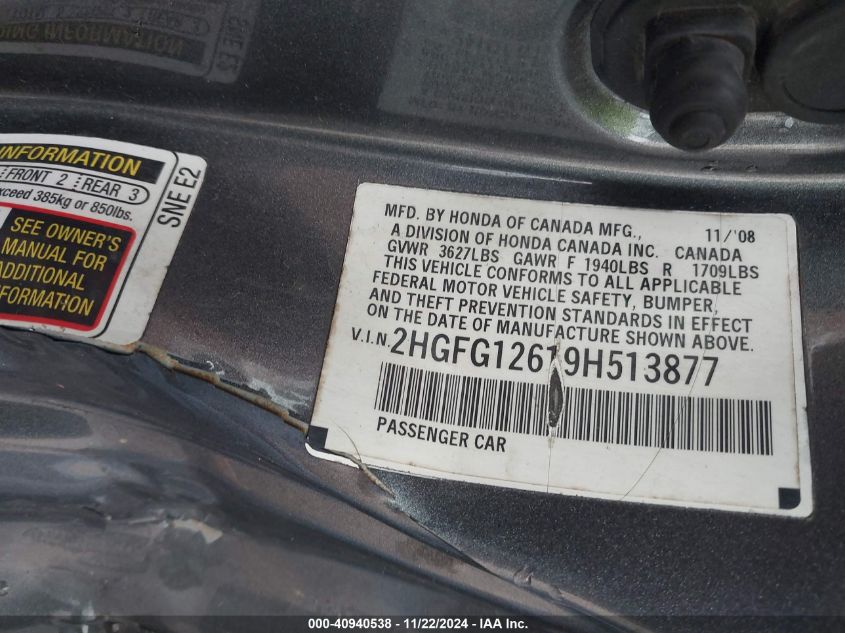 NFORMATION
FRONT 2 REAR 3
xceed 385kg or 850lbs.
SEE OWNER'S
MANUAL FOR
ADDITIONAL
NFORMATION
SNE E2
MFD. BY HONDA OF CANADA MFG., 11/'08
A DIVISION OF HONDA CANADA INC. CANADA
GVWR 3627LBS GAWR F 1940LBS R 1709LBS
THIS VEHICLE CONFORMS TO ALL APPLICABLE
FEDERAL MOTOR VEHICLE SAFETY, BUMPER,
AND THEFT PREVENTION STANDARDS IN EFFECT
ON THE DATE OF MANUFACTURE SHOWN ABOVE.
V.I.N. 2HGFG12619H513877
PASSENGER CAR
000-40940538 - 11/22/2024 - IAA Inc.